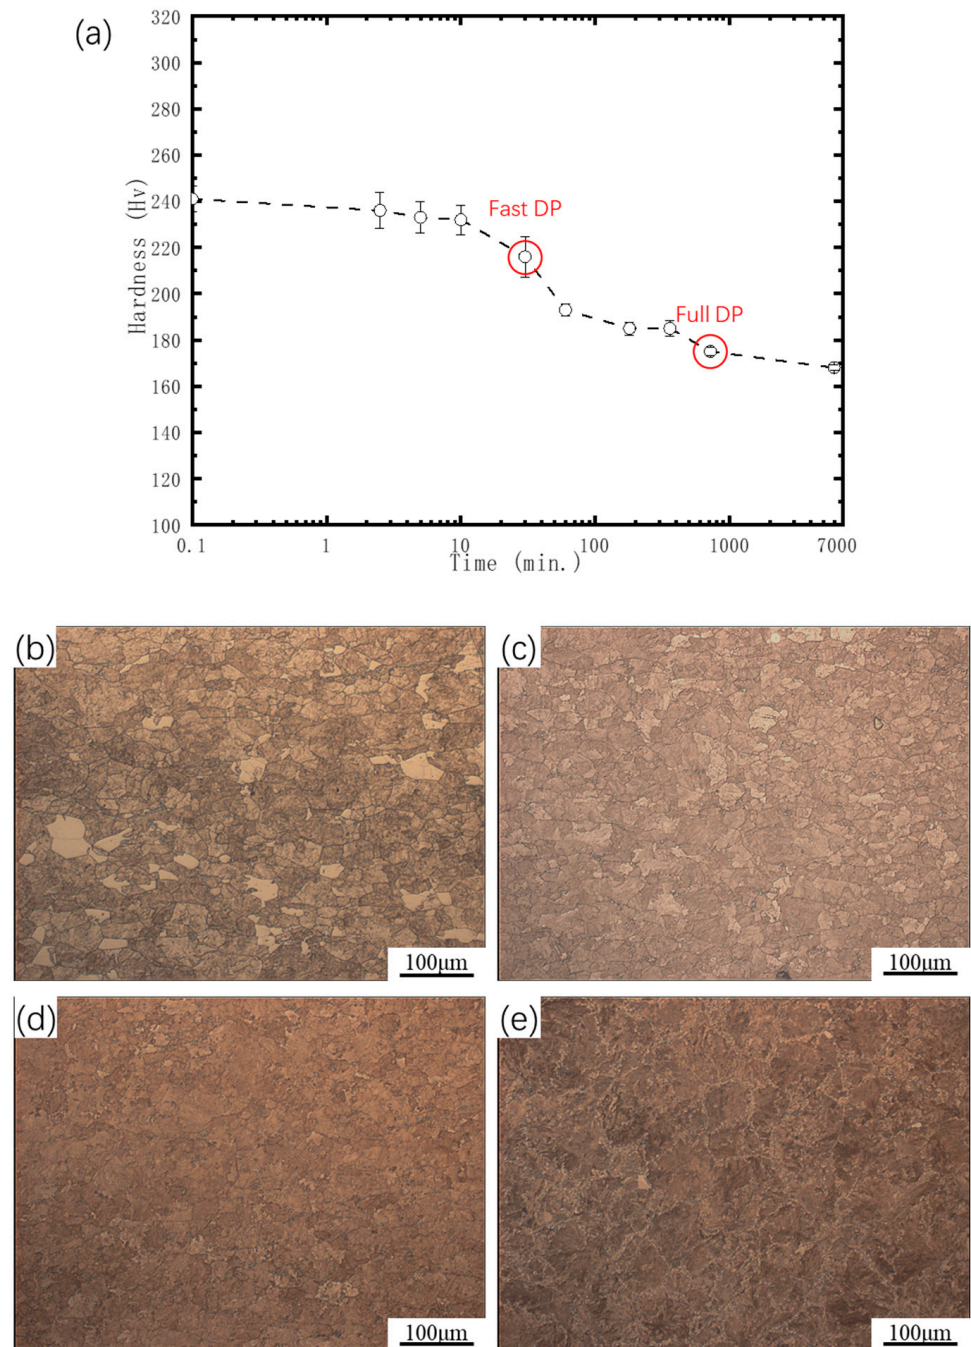 (a)
320
300
280
260
240
220
200
180
160
140
120
100
Hardness (Hv)
Fast DP
Full DP
0.1
1
10
100
1000
7000
Time (min.)
(b)
100μm
(c)
100μm
(d)
100μm
(e)
100μm